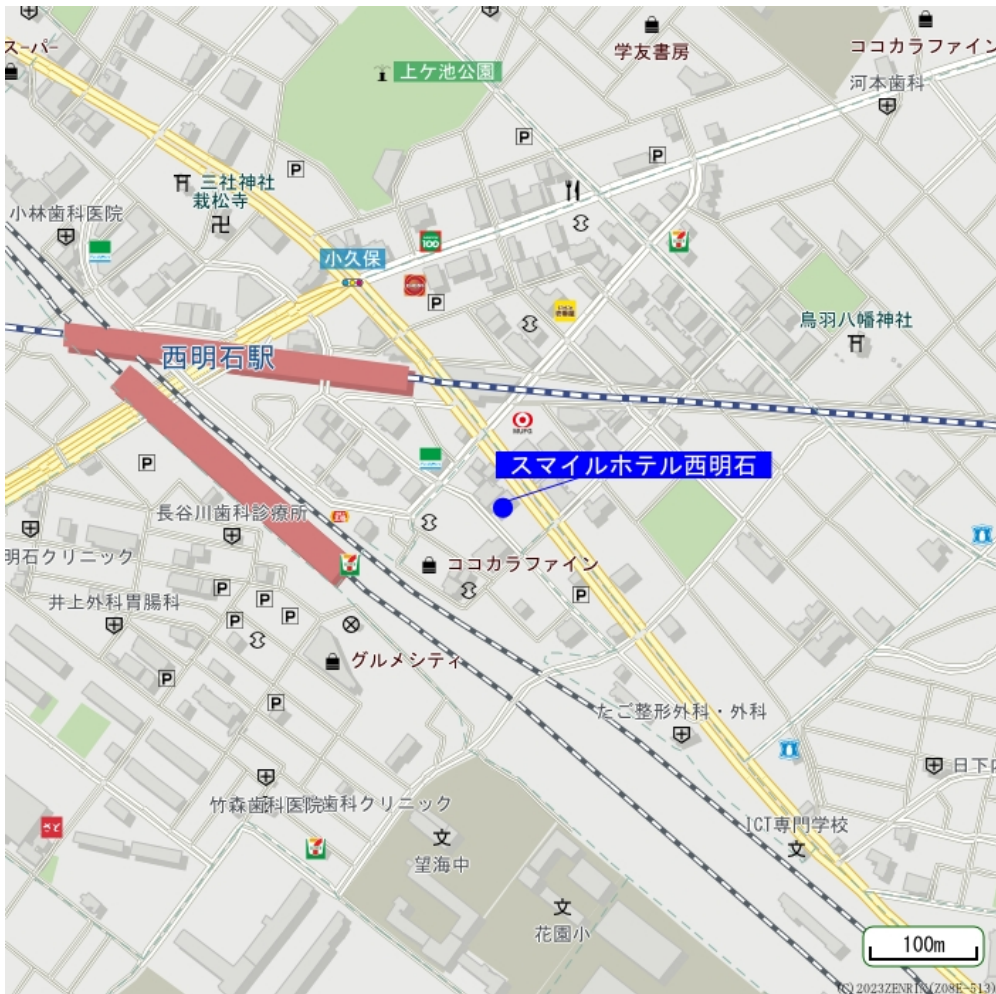 スーパー
学友書房
ココカラファイン
上ケ池公園
河本歯科
三社神社
栽松寺
小林歯科医院
100
小久保
鳥羽八幡神社
西明石駅
MUFG
スマイルホテル西明石
長谷川歯科診療所
明石クリニック
ココカラファイン
井上外科胃腸科
グルメシティ
たご整形外科・外科
日下内
竹森歯科医院
歯科クリニック
さと
ICT専門学校
望海中
花園小
100m
(C) 2023ZENRIN(Z08E-513)